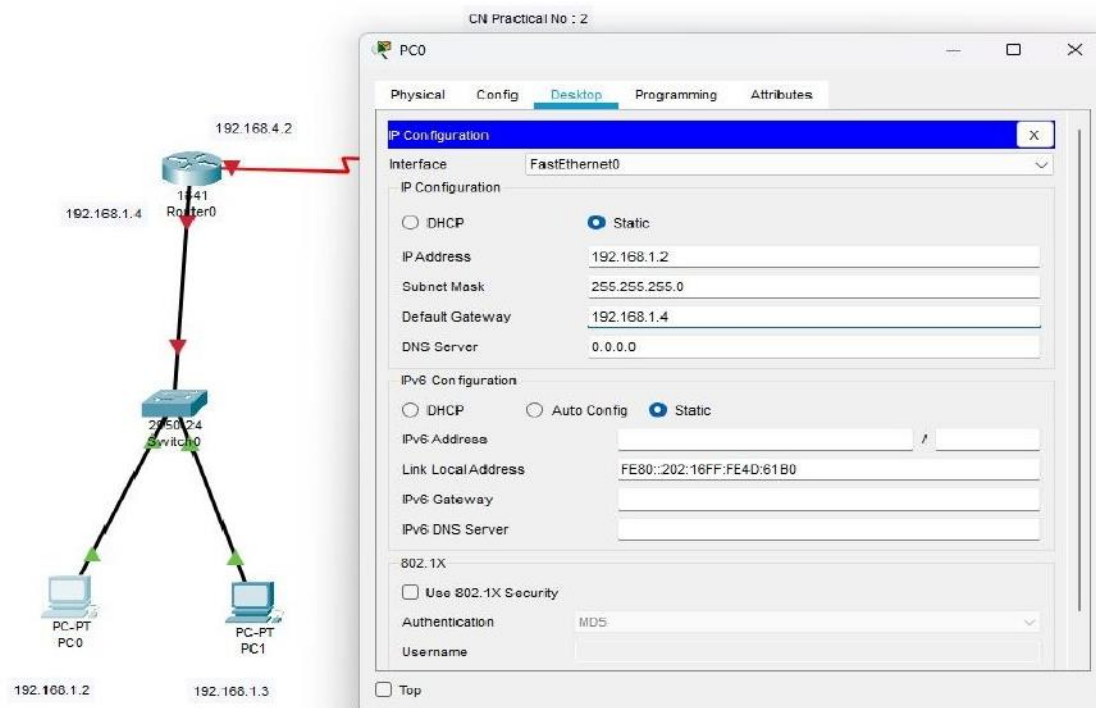 CN Practical No : 2
PC0
Physical Config Desktop Programming Attributes
IP Configuration X
Interface FastEthernet0
IP Configuration
DHCP Static
IP Address 192.168.1.2
Subnet Mask 255.255.255.0
Default Gateway 192.168.1.4
DNS Server 0.0.0.0
IPv6 Configuration
DHCP Auto Config Static
IPv6 Address /
Link Local Address FE80::202:16FF:FE4D:61B0
IPv6 Gateway
IPv6 DNS Server
802.1X
Use 802.1X Security
Authentication MD5
Username
Top
192.168.4.2
1841
Router0
192.168.1.4
2950-24
Switch0
PC-PT
PC0
PC-PT
PC1
192.168.1.2
192.168.1.3